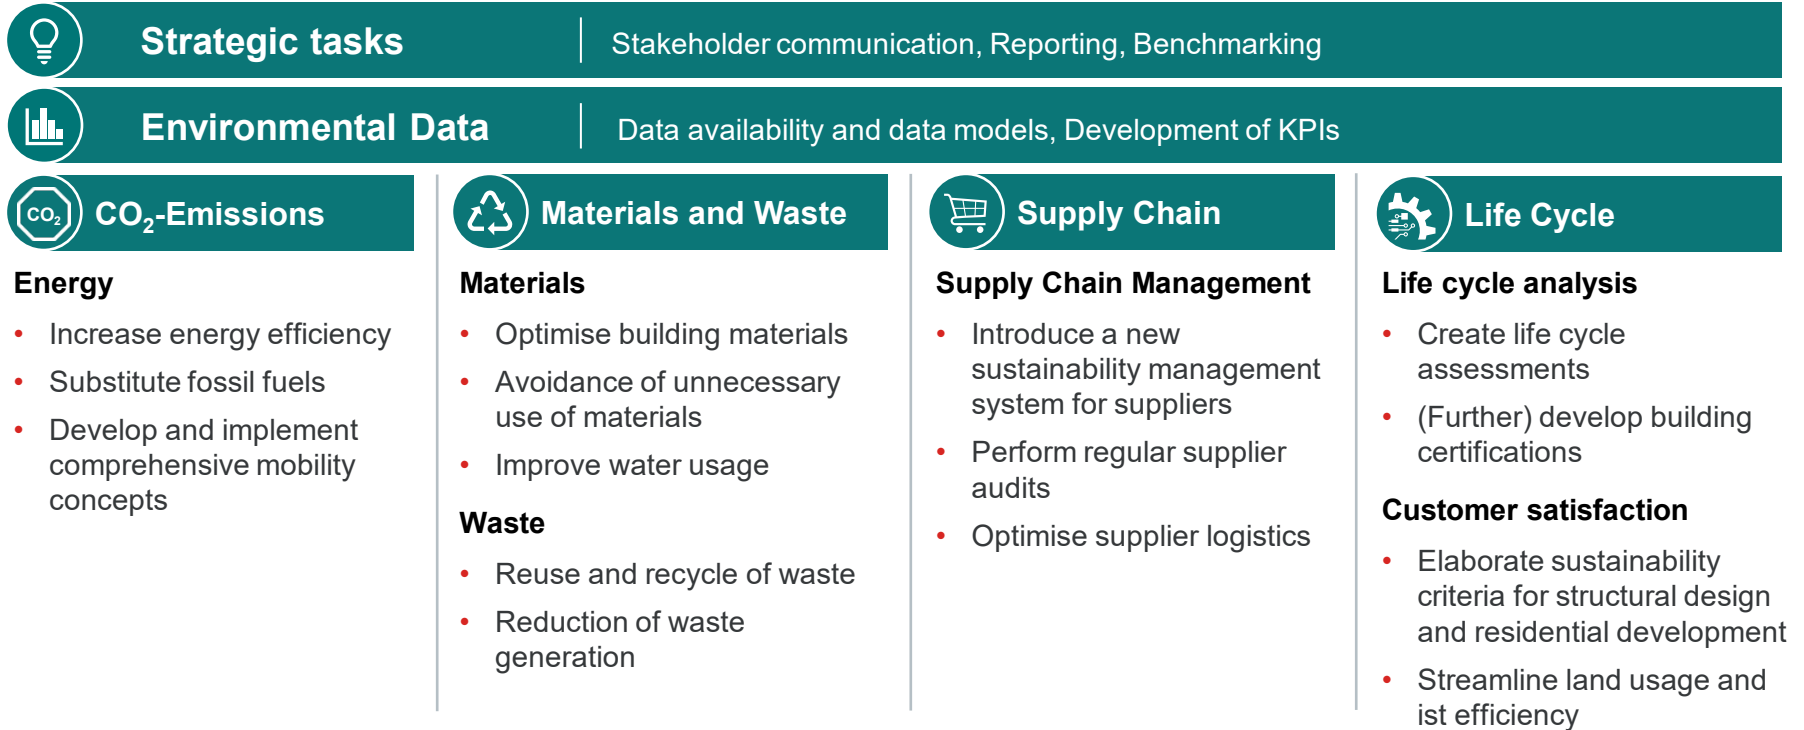 Strategic tasks
Stakeholder communication, Reporting, Benchmarking
Environmental Data
Data availability and data models, Development of KPIs
CO₂
CO₂-Emissions
Energy
• Increase energy efficiency
• Substitute fossil fuels
• Develop and implement
comprehensive mobility
concepts
Materials and Waste
Materials
• Optimise building materials
• Avoidance of unnecessary
use of materials
• Improve water usage
Waste
• Reuse and recycle of waste
• Reduction of waste
generation
Supply Chain
Supply Chain Management
• Introduce a new
sustainability management
system for suppliers
• Perform regular supplier
audits
• Optimise supplier logistics
Life Cycle
Life cycle analysis
• Create life cycle
assessments
• (Further) develop building
certifications
Customer satisfaction
• Elaborate sustainability
criteria for structural design
and residential development
• Streamline land usage and
ist efficiency